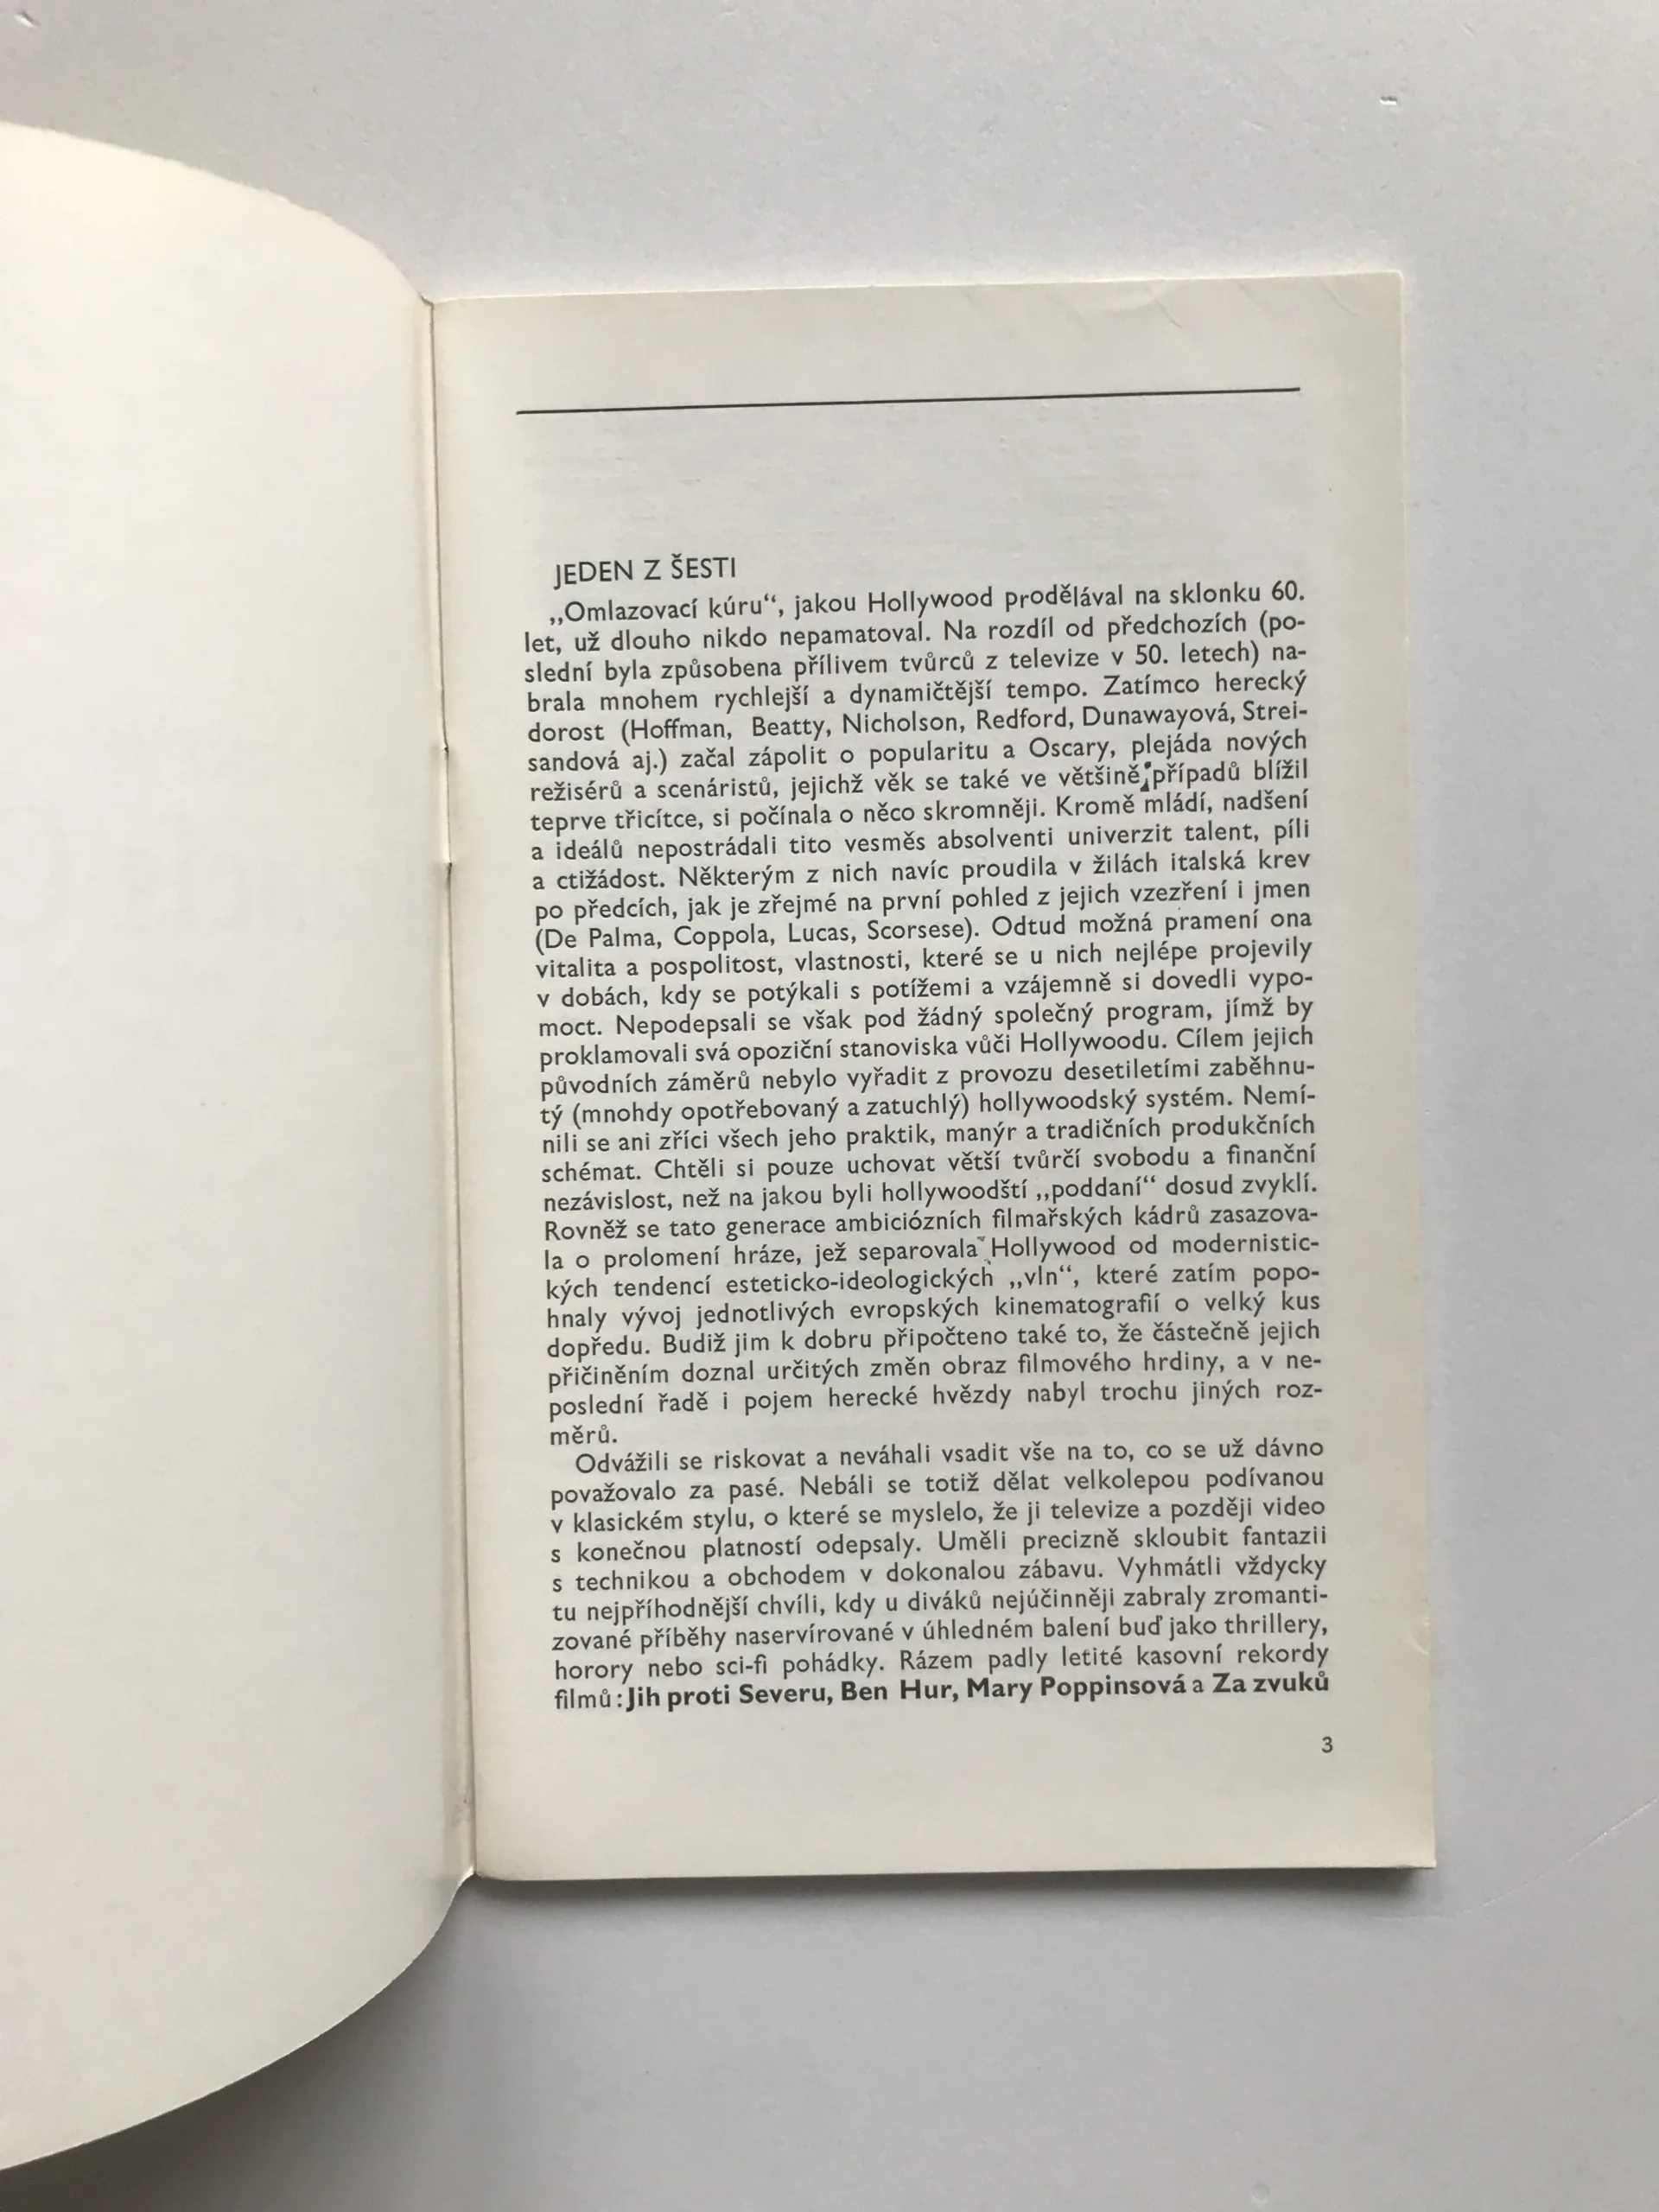 JEDEN Z ŠESTI
„Omlazovací kúru“, jakou Hollywood prodělával na sklonku 60.
let, už dlouho nikdo nepamatoval. Na rozdíl od předchozích (po-
slední byla způsobena přílivem tvůrců z televize v 50. letech) na-
brala mnohem rychlejší a dynamičtější tempo. Zatímco herecký
dorost (Hoffman, Beatty, Nicholson, Redford, Dunawayová, Strei-
sandová aj.) začal zápolit o popularitu a Oscary, plejáda nových
režisérů a scenáristů, jejichž věk se také ve většině případů blížil
teprve třicítce, si počínala o něco skromněji. Kromě mládí, nadšení
a ideálů nepostrádali tito vesměs absolventi univerzit talent, píli
a ctižádost. Některým z nich navíc proudila v žilách italská krev
po předcích, jak je zřejmé na první pohled z jejich vzezření i jmen
(De Palma, Coppola, Lucas, Scorsese). Odtud možná pramení ona
vitalita a pospolitost, vlastnosti, které se u nich nejlépe projevily
v dobách, kdy se potýkali s potížemi a vzájemně si dovedli vypo-
moct. Nepodepsali se však pod žádný společný program, jímž by
proklamovali svá opoziční stanoviska vůči Hollywoodu. Cílem jejich
původních záměrů nebylo vyřadit z provozu desetiletími zaběhnu-
tý (mnohdy opotřebovaný a zatuchlý) hollywoodský systém. Nemí-
nili se ani zříci všech jeho praktik, manýr a tradičních produkčních
schémat. Chtěli si pouze uchovat větší tvůrčí svobodu a finanční
nezávislost, než na jakou byli hollywoodští „poddaní“ dosud zvyklí.
Rovněž se tato generace ambiciózních filmařských kádrů zasazova-
la o prolomení hráze, jež separovala Hollywood od modernistic-
kých tendencí esteticko-ideologických „vln“, které zatím popo-
hnaly vývoj jednotlivých evropských kinematografií o velký kus
dopředu. Budiž jim k dobru připočteno také to, že částečně jejich
přičiněním doznal určitých změn obraz filmového hrdiny, a v ne-
poslední řadě i pojem herecké hvězdy nabyl trochu jiných roz-
měrů.
Odvážili se riskovat a neváhali vsadit vše na to, co se už dávno
považovalo za pasé. Nebáli se totiž dělat velkolepou podívanou
v klasickém stylu, o které se myslelo, že ji televize a později video
s konečnou platností odepsaly. Uměli precizně skloubit fantazii
s technikou a obchodem v dokonalou zábavu. Vyhmátli vždycky
tu nejpříhodnější chvíli, kdy u diváků nejúčinněji zabraly zromanti-
zované příběhy naservírované v úhledném balení buď jako thrillery,
horory nebo sci-fi pohádky. Rázem padly letité kasovní rekordy
filmů: Jih proti Severu, Ben Hur, Mary Poppinsová a Za zvuků
3